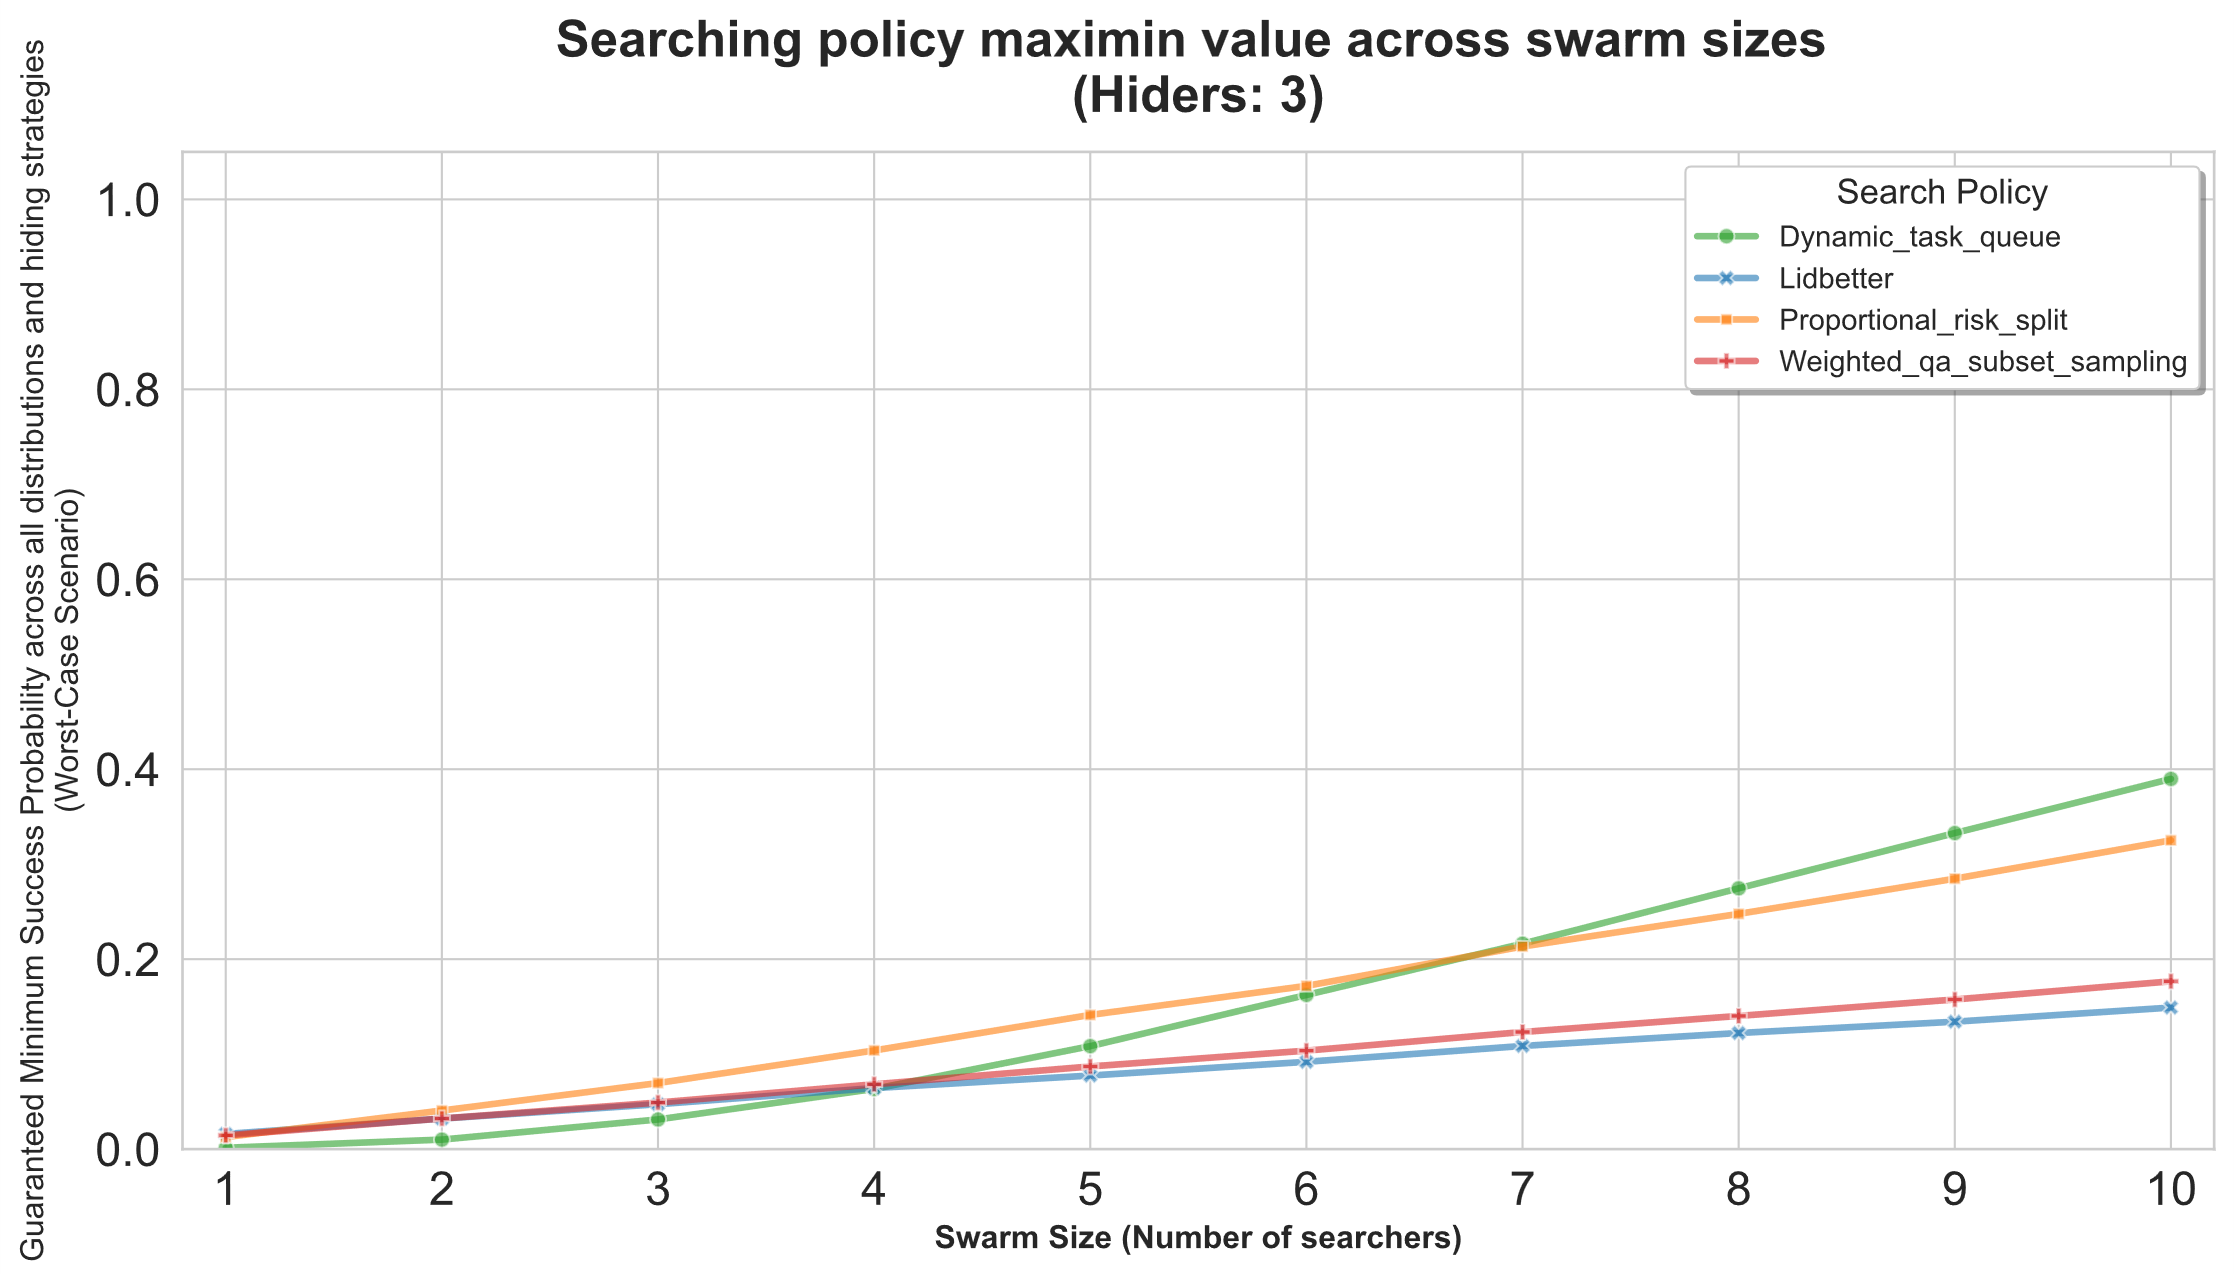 Searching policy maximin value across swarm sizes
(Hiders: 3)
Guaranteed Minimum Success Probability across all distributions and hiding strategies
(Worst-Case Scenario)
1.0
0.8
0.6
0.4
0.2
0.0
Search Policy
Dynamic_task_queue
Lidbetter
Proportional_risk_split
Weighted_qa_subset_sampling
1 2 3 4 5 6 7 8 9 10
Swarm Size (Number of searchers)